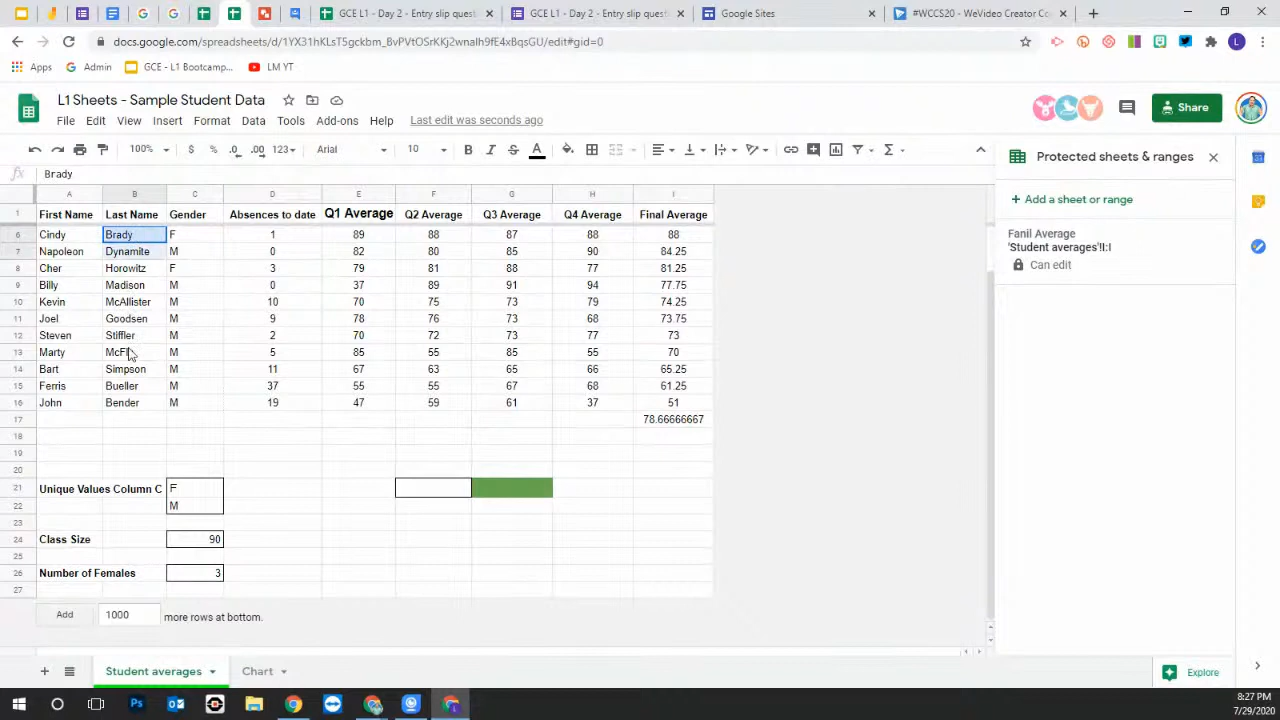 GCE L1 - Day 2 - Entry slip quest
GCE L1 - Day 2 - Entry slip quest
Google Sites
#WCCS20 - WeVideo Creator Co
docs.google.com/spreadsheets/d/1YX31hKLsT5gckbm_BvPVtOSrKKj2wnalh9fE4xBqsGU/edit#gid=0
Apps Admin GCE - L1 Bootcamp... LM YT
L1 Sheets - Sample Student Data
Share
File Edit View Insert Format Data Tools Add-ons Help Last edit was seconds ago
100% $ % .0 .00 123 Arial 10 B I S A Σ
Protected sheets & ranges
fx Brady
A B C D E F G H I
1 First Name Last Name Gender Absences to date Q1 Average Q2 Average Q3 Average Q4 Average Final Average
6 Cindy Brady F 1 89 88 87 88 88
7 Napoleon Dynamite M 0 82 80 85 90 84.25
8 Cher Horowitz F 3 79 81 88 77 81.25
9 Billy Madison M 0 37 89 91 94 77.75
10 Kevin McAllister M 10 70 75 73 79 74.25
11 Joel Goodsen M 9 78 76 73 68 73.75
12 Steven Stiffler M 2 70 72 73 77 73
13 Marty M 5 85 55 85 55 70
14 Bart Simpson M 11 67 63 65 66 65.25
15 Ferris Bueller M 37 55 55 67 68 61.25
16 John Bender M 19 47 59 61 37 51
17 78.66666667
18
19
20
21 Unique Values Column C F
22 M
23
24 Class Size 90
25
26 Number of Females 3
27
Add 1000 more rows at bottom.
+ Add a sheet or range
Fanil Average
'Student averages'!I:I
Can edit
Student averages Chart
Explore
8:27 PM
7/29/2020